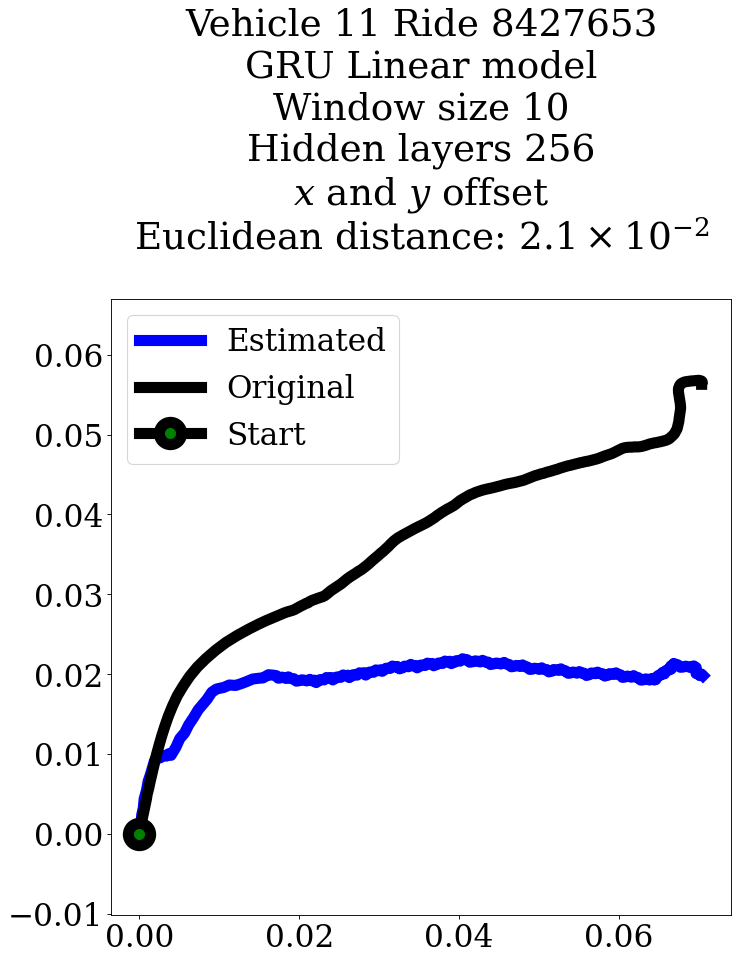 Vehicle 11 Ride 8427653
GRU Linear model
Window size 10
Hidden layers 256
x and y offset
Euclidean distance: 2.1 × 10⁻²
Estimated
Original
Start
0.06
0.05
0.04
0.03
0.02
0.01
0.00
−0.01
0.00 0.02 0.04 0.06